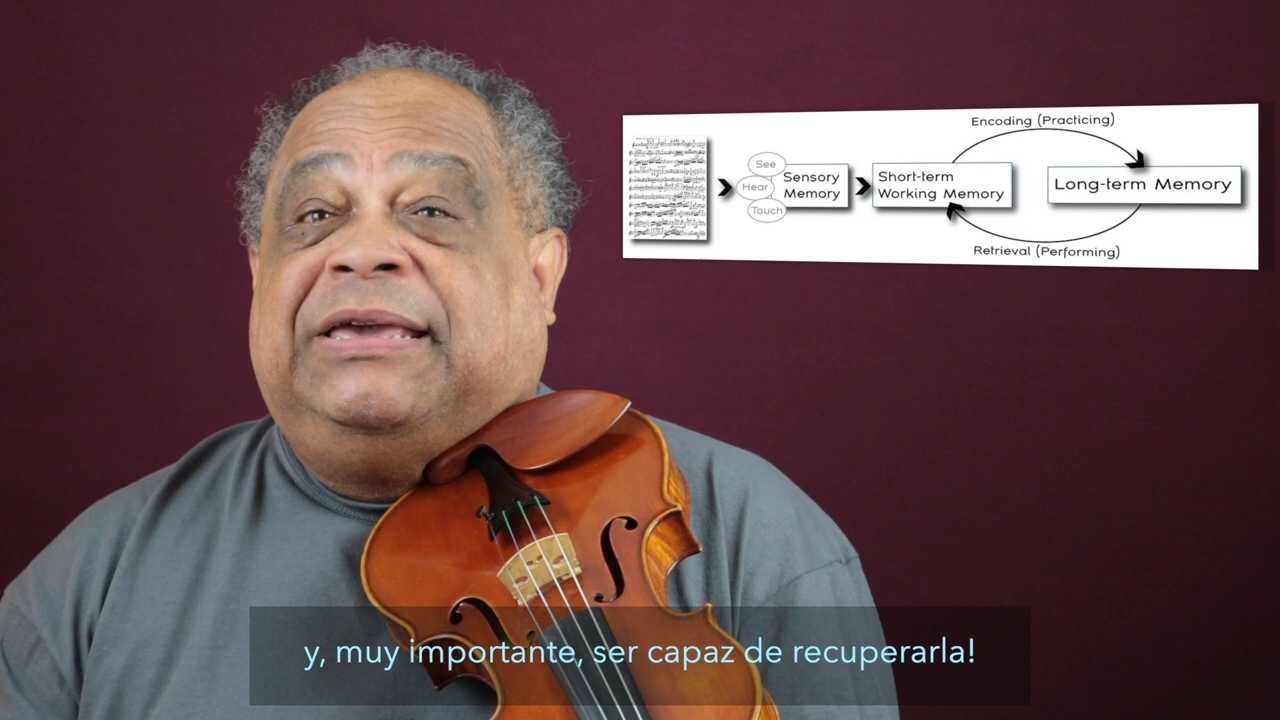 Encoding (Practicing)
See
Hear
Touch
Sensory
Memory
Short-term
Working Memory
Long-term Memory
Retrieval (Performing)
y, muy importante, ser capaz de recuperarla!